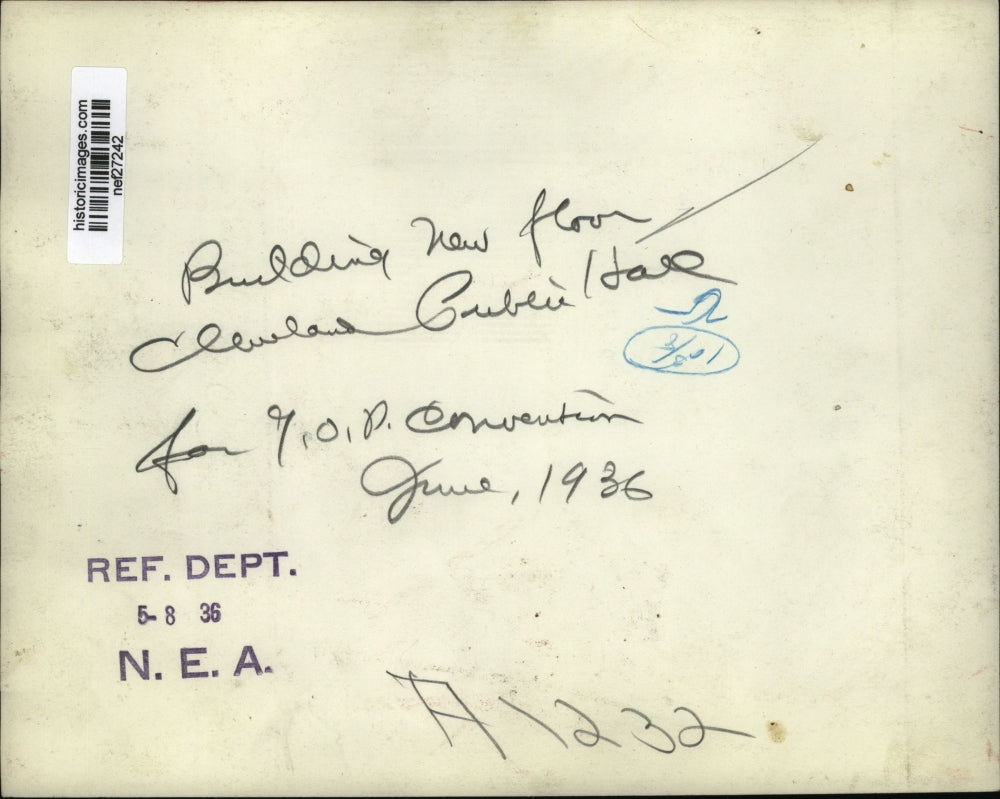 historicimages.com
nef27242
Building new floor
Cleveland Public Hall
for G.O.P. Convention
June, 1936
REF. DEPT.
5-8 36
N. E. A.
A1232